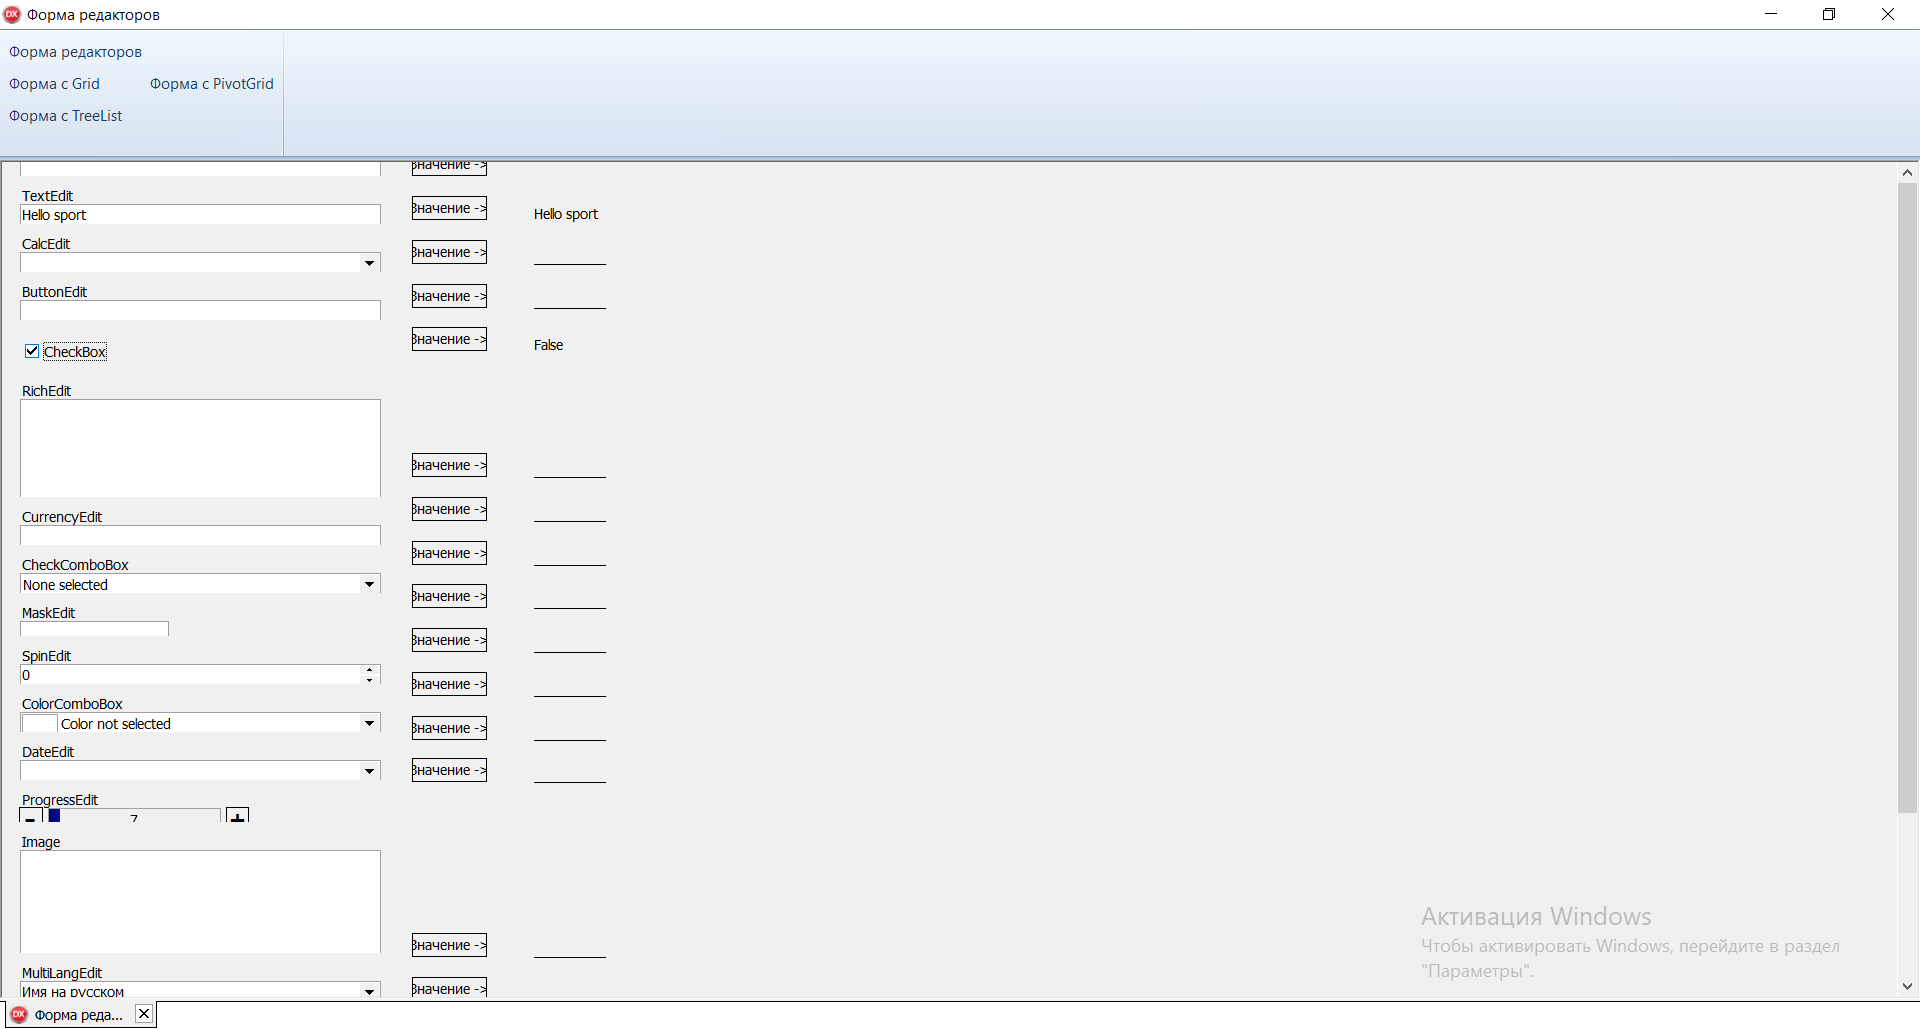 Форма редакторов
Форма редакторов
Форма с Grid
Форма с PivotGrid
Форма с TreeList
Значение ->
TextEdit
Hello sport
Значение ->
Hello sport
CalcEdit
Значение ->
ButtonEdit
Значение ->
CheckBox
Значение ->
False
RichEdit
Значение ->
CurrencyEdit
Значение ->
CheckComboBox
None selected
Значение ->
MaskEdit
Значение ->
SpinEdit
0
Значение ->
ColorComboBox
Color not selected
Значение ->
DateEdit
Значение ->
ProgressEdit
Значение ->
- 7 +
Image
Значение ->
MultiLangEdit
Имя на русском
Значение ->
Активация Windows
Чтобы активировать Windows, перейдите в раздел
"Параметры".
Форма реда...